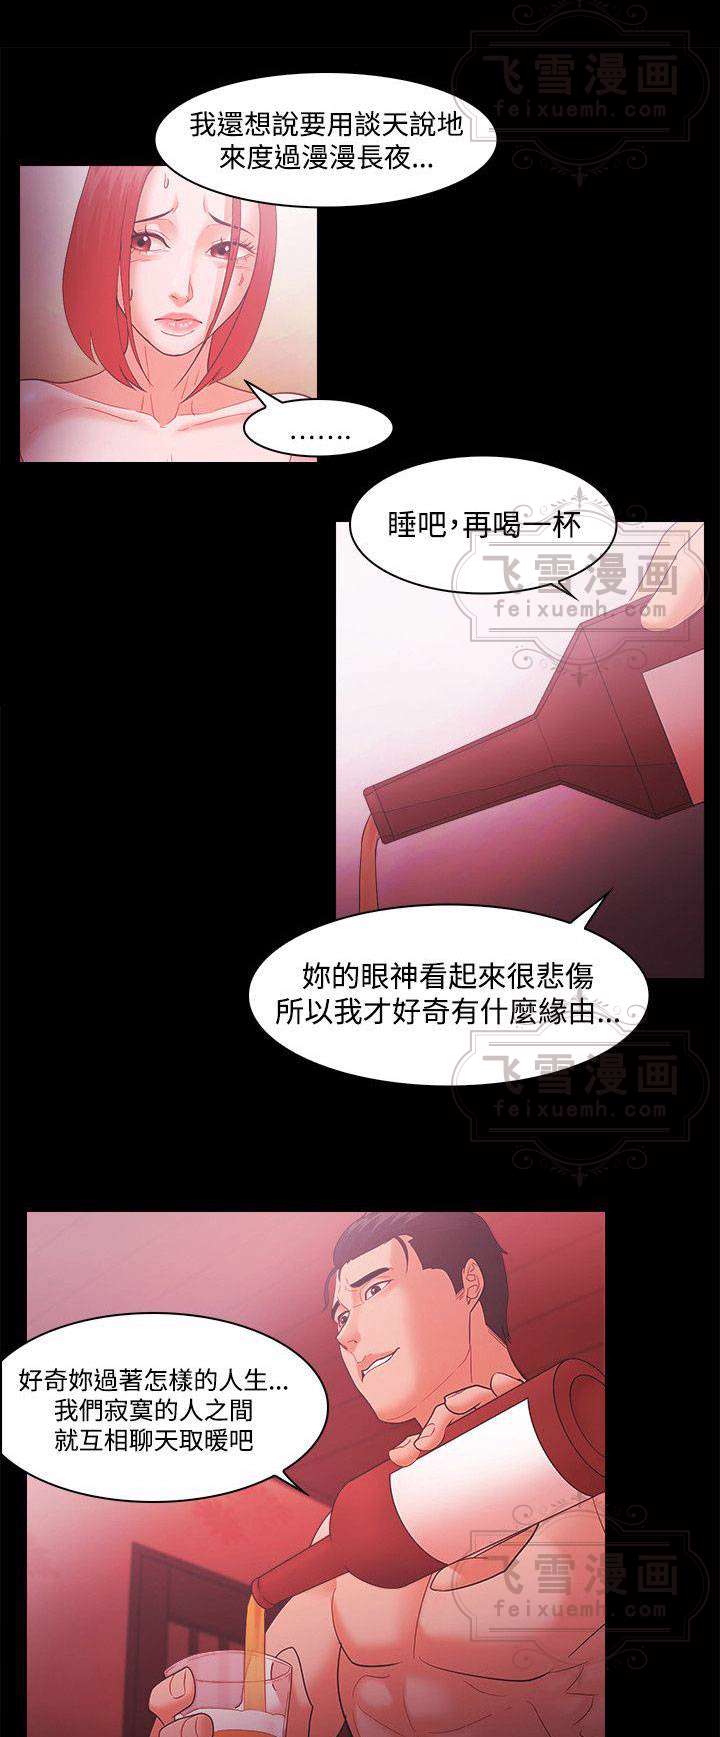 飞雪漫画
feixuemh.com
我還想說要用談天說地
來度過漫漫長夜...
.......
睡吧,再喝一杯
飞雪漫画
feixuemh.com
妳的眼神看起來很悲傷
所以我才好奇有什麼緣由...
飞雪漫画
feixuemh.com
好奇妳過著怎樣的人生...
我們寂寞的人之間
就互相聊天取暖吧
飞雪漫画
feixuemh.com